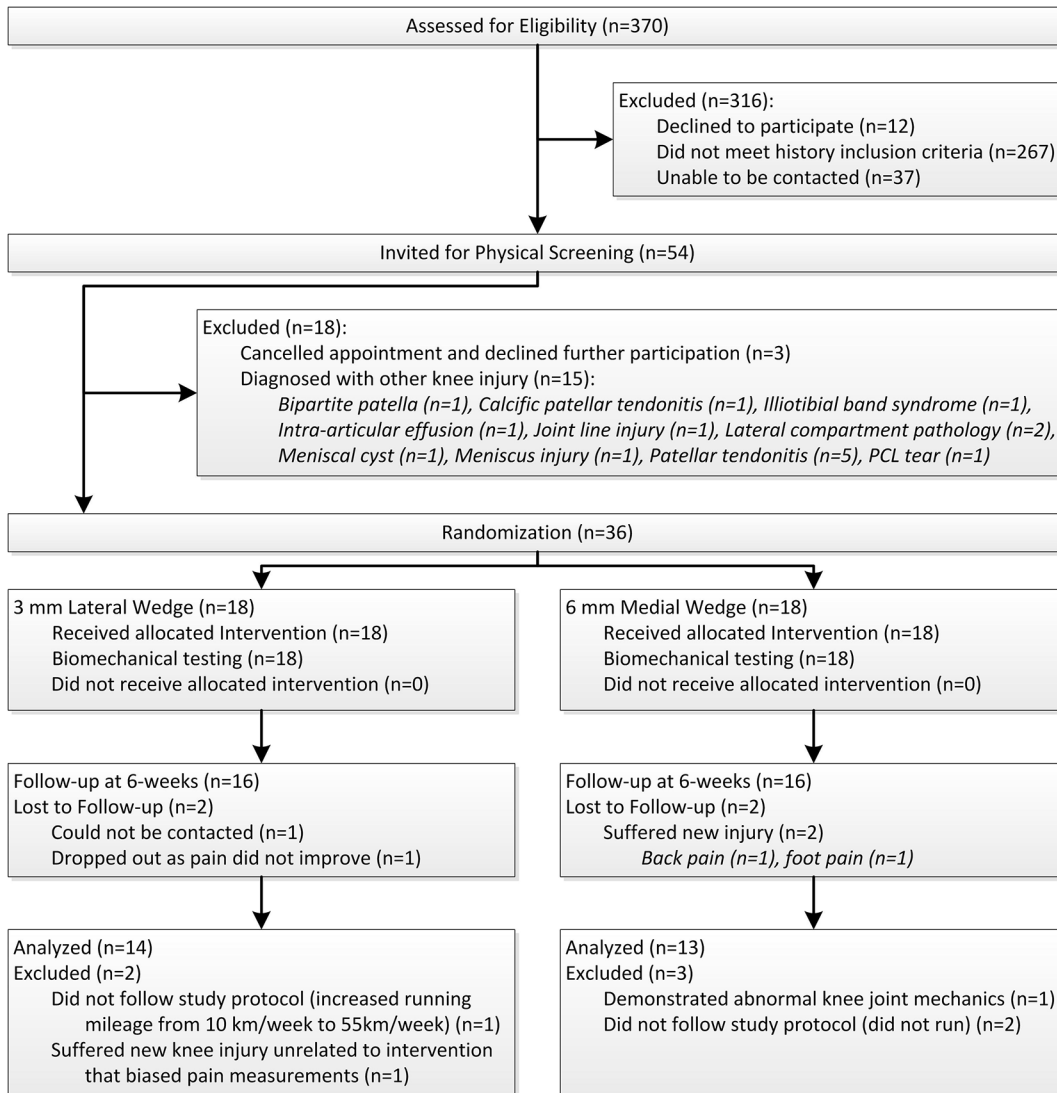 Assessed for Eligibility (n=370)
Excluded (n=316):
Declined to participate (n=12)
Did not meet history inclusion criteria (n=267)
Unable to be contacted (n=37)
Invited for Physical Screening (n=54)
Excluded (n=18):
Cancelled appointment and declined further participation (n=3)
Diagnosed with other knee injury (n=15):
Bipartite patella (n=1), Calcific patellar tendonitis (n=1), Illiotibial band syndrome (n=1),
Intra-articular effusion (n=1), Joint line injury (n=1), Lateral compartment pathology (n=2),
Meniscal cyst (n=1), Meniscus injury (n=1), Patellar tendonitis (n=5), PCL tear (n=1)
Randomization (n=36)
3 mm Lateral Wedge (n=18)
Received allocated Intervention (n=18)
Biomechanical testing (n=18)
Did not receive allocated intervention (n=0)
6 mm Medial Wedge (n=18)
Received allocated Intervention (n=18)
Biomechanical testing (n=18)
Did not receive allocated intervention (n=0)
Follow-up at 6-weeks (n=16)
Lost to Follow-up (n=2)
Could not be contacted (n=1)
Dropped out as pain did not improve (n=1)
Follow-up at 6-weeks (n=16)
Lost to Follow-up (n=2)
Suffered new injury (n=2)
Back pain (n=1), foot pain (n=1)
Analyzed (n=14)
Excluded (n=2)
Did not follow study protocol (increased running
mileage from 10 km/week to 55km/week) (n=1)
Suffered new knee injury unrelated to intervention
that biased pain measurements (n=1)
Analyzed (n=13)
Excluded (n=3)
Demonstrated abnormal knee joint mechanics (n=1)
Did not follow study protocol (did not run) (n=2)